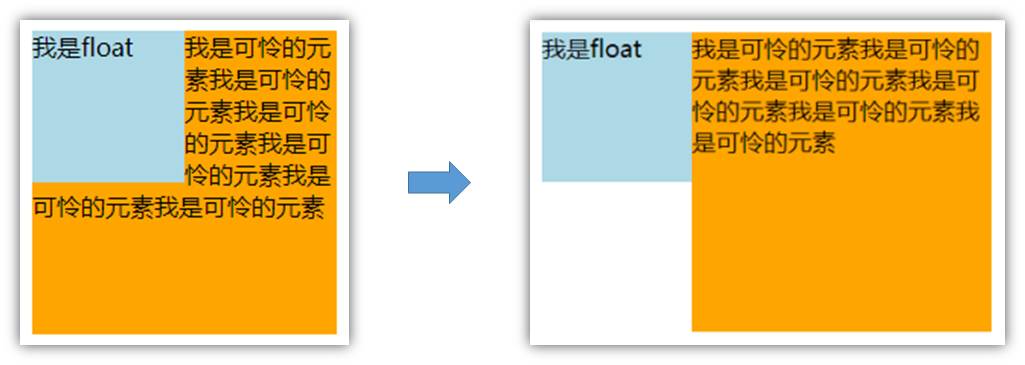 我是float
我是可怜的元
素我是可怜的
元素我是可怜
的元素我是可
怜的元素我是
可怜的元素我是可怜的元素
我是float
我是可怜的元素我是可怜的
元素我是可怜的元素我是可
怜的元素我是可怜的元素我
是可怜的元素